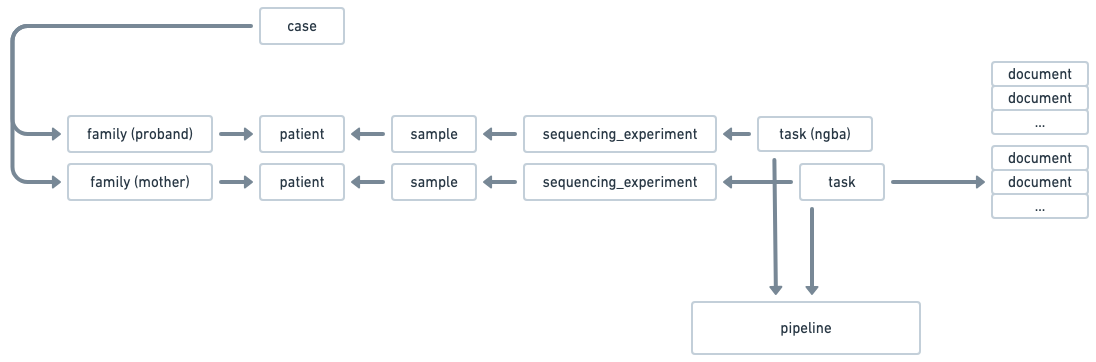 case
document
document
...
family (proband)
patient
sample
sequencing_experiment
task (ngba)
family (mother)
patient
sample
sequencing_experiment
task
document
document
...
pipeline